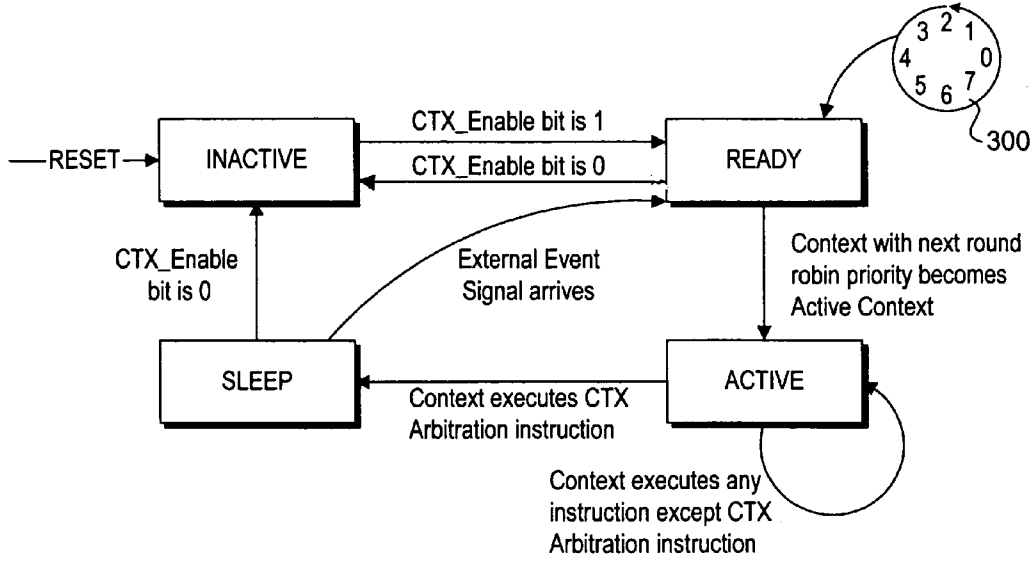 3 2 1
4 0
5 6 7
300
RESET
INACTIVE
CTX_Enable bit is 1
CTX_Enable bit is 0
READY
CTX_Enable
bit is 0
External Event
Signal arrives
Context with next round
robin priority becomes
Active Context
SLEEP
Context executes CTX
Arbitration instruction
ACTIVE
Context executes any
instruction except CTX
Arbitration instruction